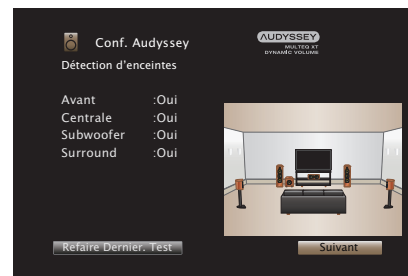 Conf. Audyssey
AUDYSSEY
MULTEQ XT
DYNAMIC VOLUME
Détection d'enceintes
Avant :Oui
Centrale :Oui
Subwoofer :Oui
Surround :Oui
Refaire Dernier. Test
Suivant